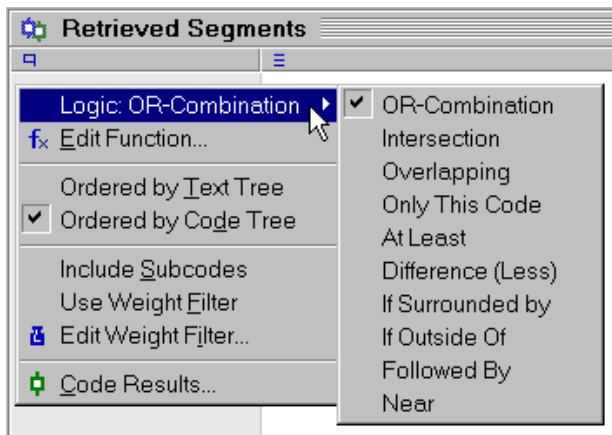 Retrieved Segments
Logic: OR-Combination
fx Edit Function...
Ordered by Text Tree
Ordered by Code Tree
Include Subcodes
Use Weight Filter
Edit Weight Filter...
Code Results...
OR-Combination
Intersection
Overlapping
Only This Code
At Least
Difference (Less)
If Surrounded by
If Outside Of
Followed By
Near